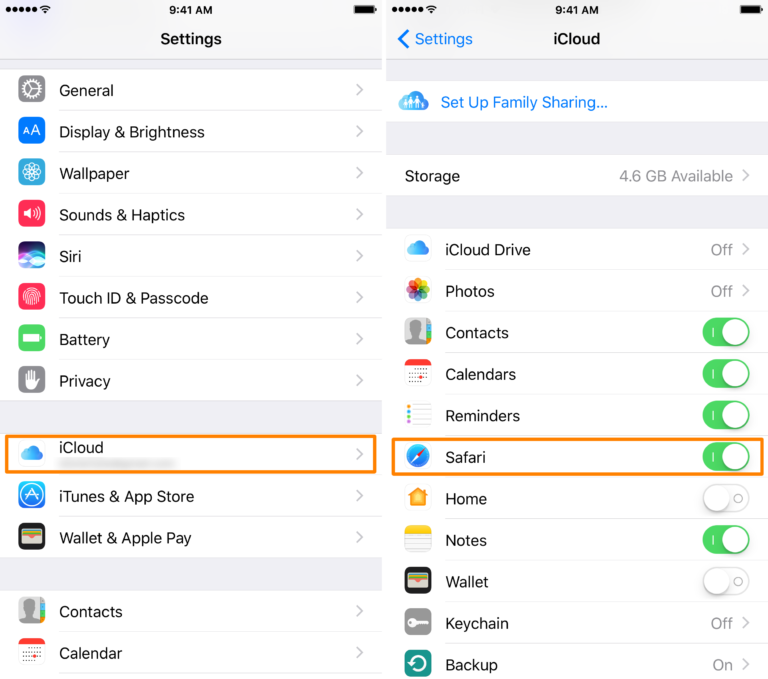 9:41 AM
Settings
General
Display & Brightness
Wallpaper
Sounds & Haptics
Siri
Touch ID & Passcode
Battery
Privacy
iCloud
iTunes & App Store
Wallet & Apple Pay
Contacts
Calendar
9:41 AM
Settings iCloud
Set Up Family Sharing...
Storage 4.6 GB Available
iCloud Drive Off
Photos Off
Contacts
Calendars
Reminders
Safari
Home
Notes
Wallet
Keychain Off
Backup On